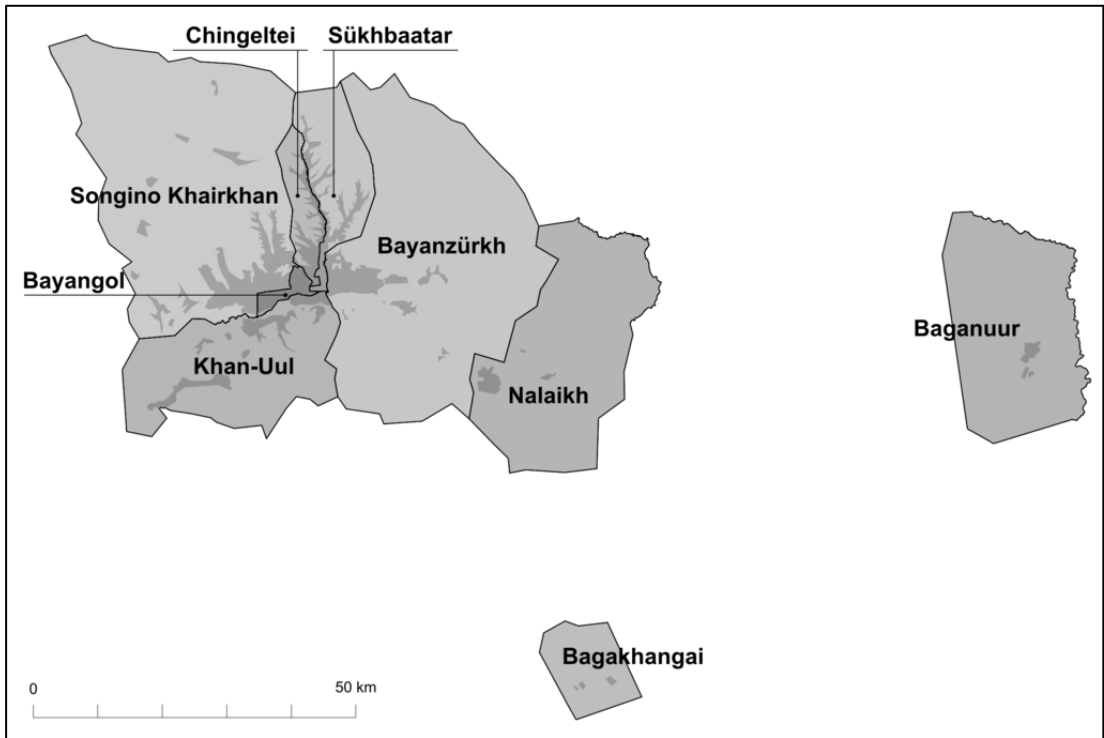 Chingeltei
Sükhbaatar
Songino Khairkhan
Bayanzürkh
Bayangol
Baganuur
Khan-Uul
Nalaikh
Bagakhangai
0
50 km